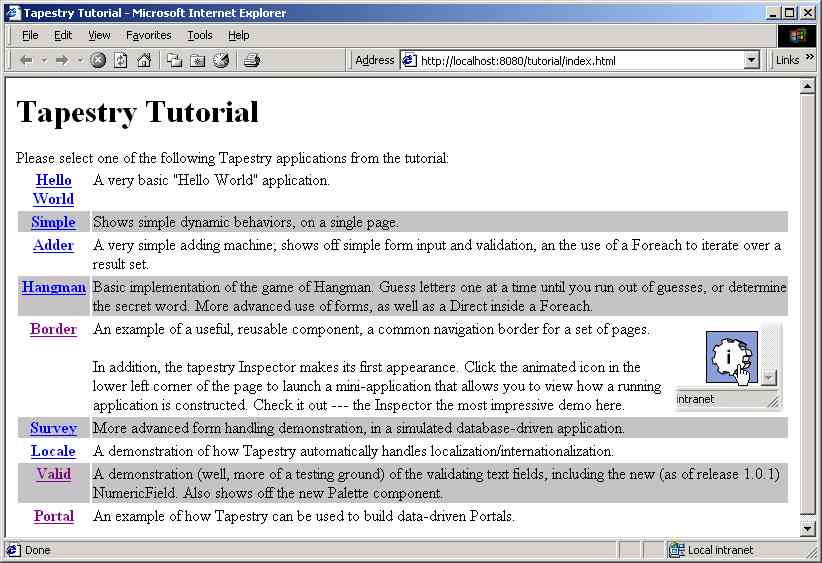 Tapestry Tutorial - Microsoft Internet Explorer
File Edit View Favorites Tools Help
Address http://localhost:8080/tutorial/index.html Links »
Tapestry Tutorial
Please select one of the following Tapestry applications from the tutorial:
Hello A very basic "Hello World" application.
World
Simple Shows simple dynamic behaviors, on a single page.
Adder A very simple adding machine; shows off simple form input and validation, an the use of a Foreach to iterate over a
result set.
Hangman Basic implementation of the game of Hangman. Guess letters one at a time until you run out of guesses, or determine
the secret word. More advanced use of forms, as well as a Direct inside a Foreach.
Border An example of a useful, reusable component, a common navigation border for a set of pages.
In addition, the tapestry Inspector makes its first appearance. Click the animated icon in the
lower left corner of the page to launch a mini-application that allows you to view how a running
application is constructed. Check it out --- the Inspector the most impressive demo here.
i
intranet
Survey More advanced form handling demonstration, in a simulated database-driven application.
Locale A demonstration of how Tapestry automatically handles localization/internationalization.
Valid A demonstration (well, more of a testing ground) of the validating text fields, including the new (as of release 1.0.1)
NumericField. Also shows off the new Palette component.
Portal An example of how Tapestry can be used to build data-driven Portals.
Done Local intranet